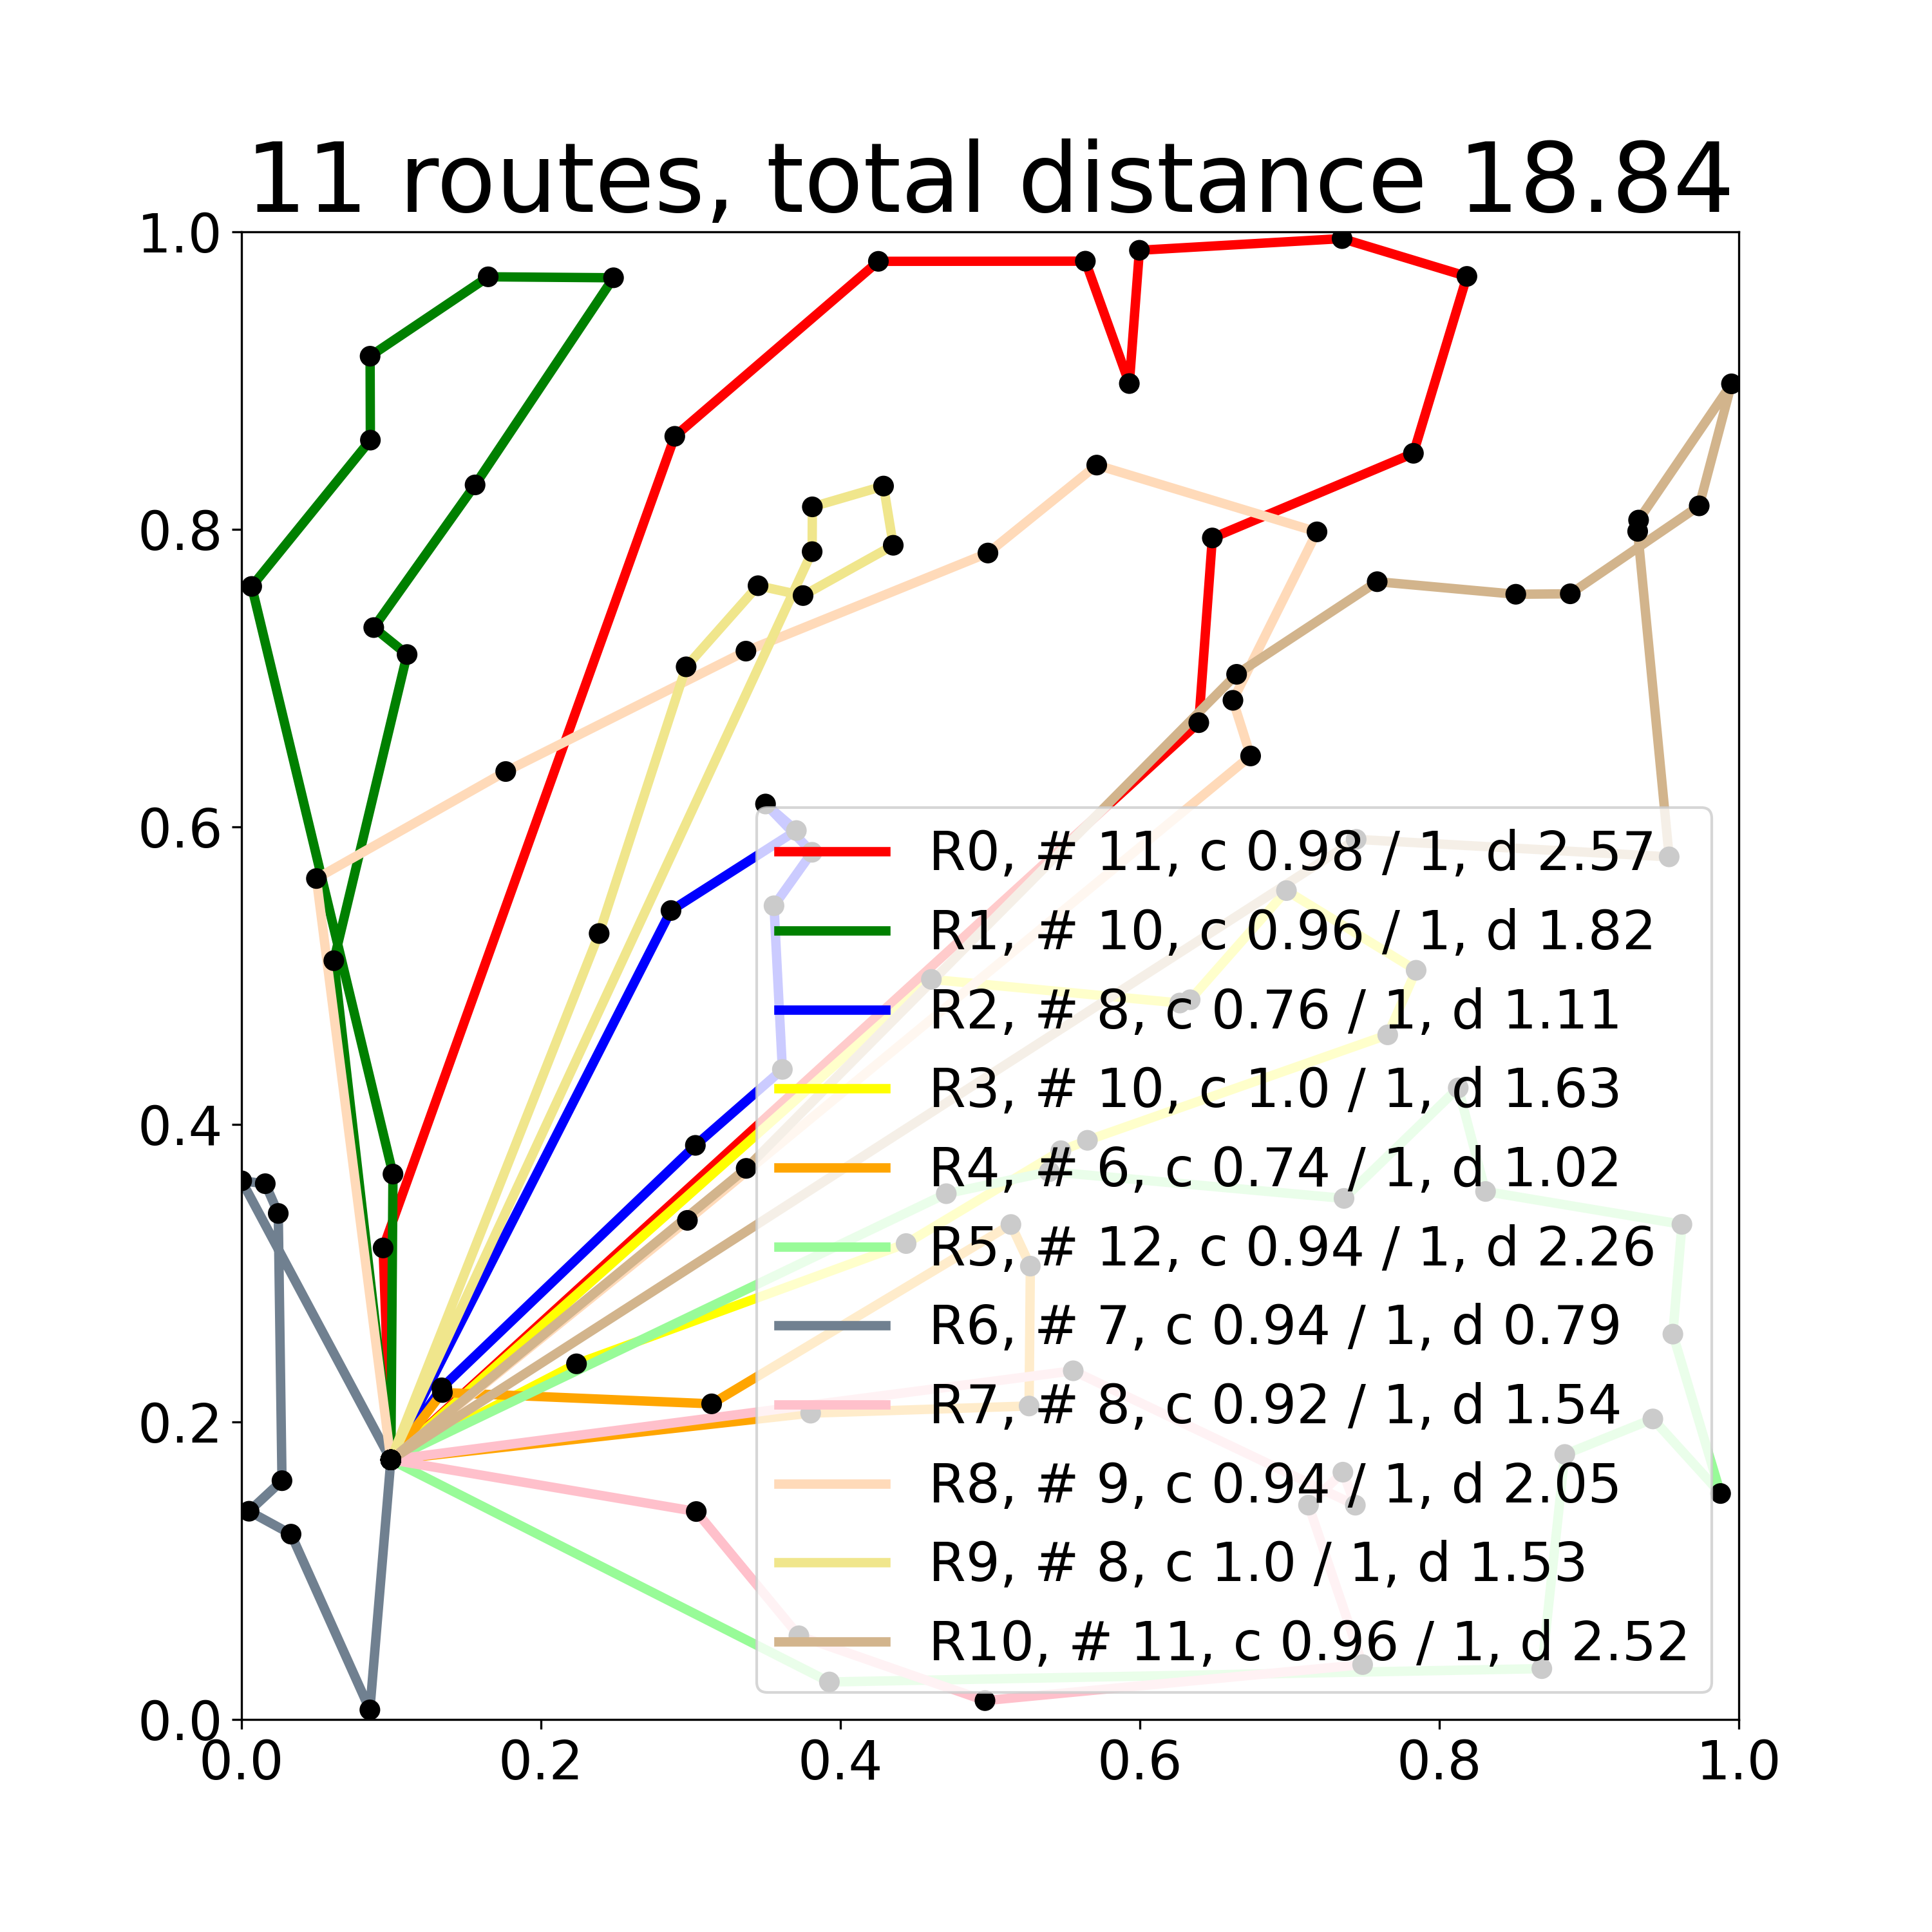 11 routes, total distance 18.84
1.0
0.8
0.6
0.4
0.2
0.0
0.0 0.2 0.4 0.6 0.8 1.0
R0, # 11, c 0.98 / 1, d 2.57
R1, # 10, c 0.96 / 1, d 1.82
R2, # 8, c 0.76 / 1, d 1.11
R3, # 10, c 1.0 / 1, d 1.63
R4, # 6, c 0.74 / 1, d 1.02
R5, # 12, c 0.94 / 1, d 2.26
R6, # 7, c 0.94 / 1, d 0.79
R7, # 8, c 0.92 / 1, d 1.54
R8, # 9, c 0.94 / 1, d 2.05
R9, # 8, c 1.0 / 1, d 1.53
R10, # 11, c 0.96 / 1, d 2.52